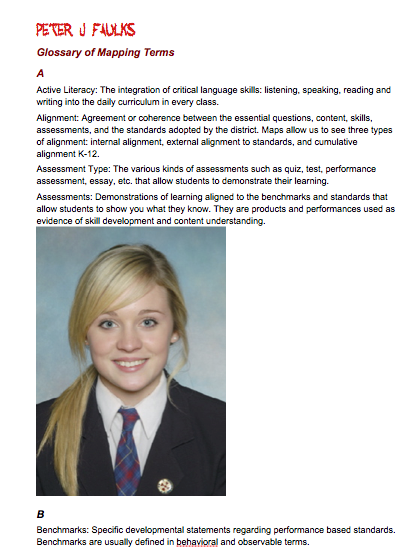 PETER J FAULKS
Glossary of Mapping Terms
A
Active Literacy: The integration of critical language skills: listening, speaking, reading and
writing into the daily curriculum in every class.
Alignment: Agreement or coherence between the essential questions, content, skills,
assessments, and the standards adopted by the district. Maps allow us to see three types
of alignment: internal alignment, external alignment to standards, and cumulative
alignment K-12.
Assessment Type: The various kinds of assessments such as quiz, test, performance
assessment, essay, etc. that allow students to demonstrate their learning.
Assessments: Demonstrations of learning aligned to the benchmarks and standards that
allow students to show you what they know. They are products and performances used as
evidence of skill development and content understanding.
B
Benchmarks: Specific developmental statements regarding performance based standards.
Benchmarks are usually defined in behavioral and observable terms.